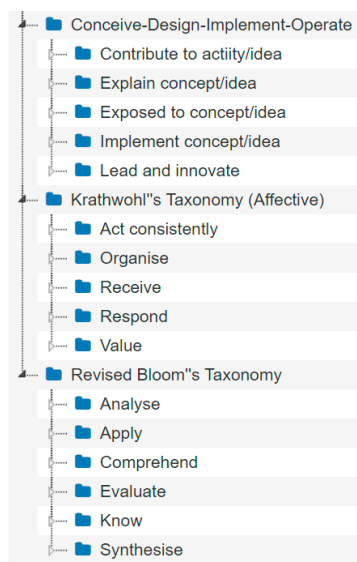 Conceive-Design-Implement-Operate
Contribute to actiity/idea
Explain concept/idea
Exposed to concept/idea
Implement concept/idea
Lead and innovate
Krathwohl"s Taxonomy (Affective)
Act consistently
Organise
Receive
Respond
Value
Revised Bloom"s Taxonomy
Analyse
Apply
Comprehend
Evaluate
Know
Synthesise